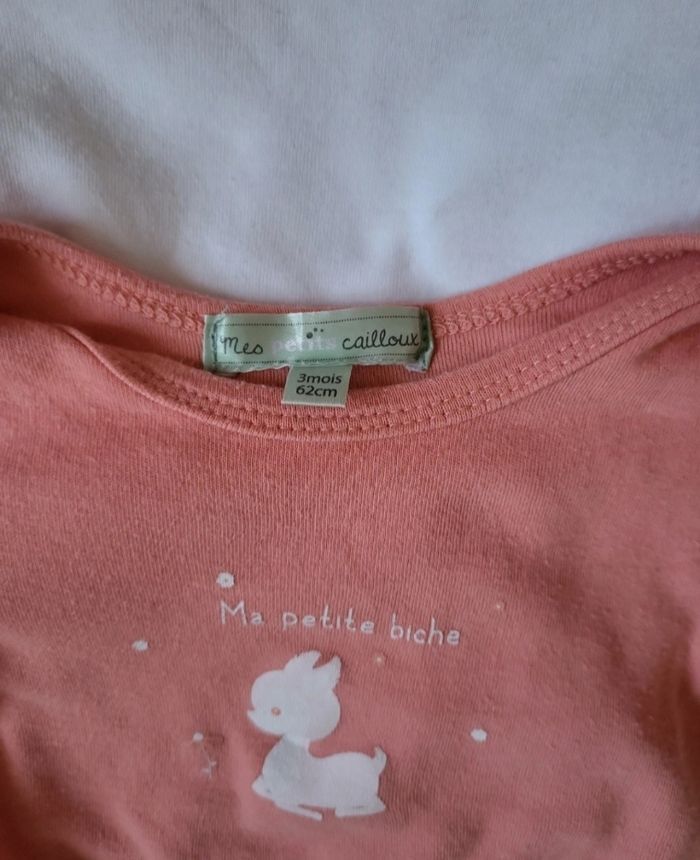 Mes petits cailloux
3mois
62cm
Ma petite biche